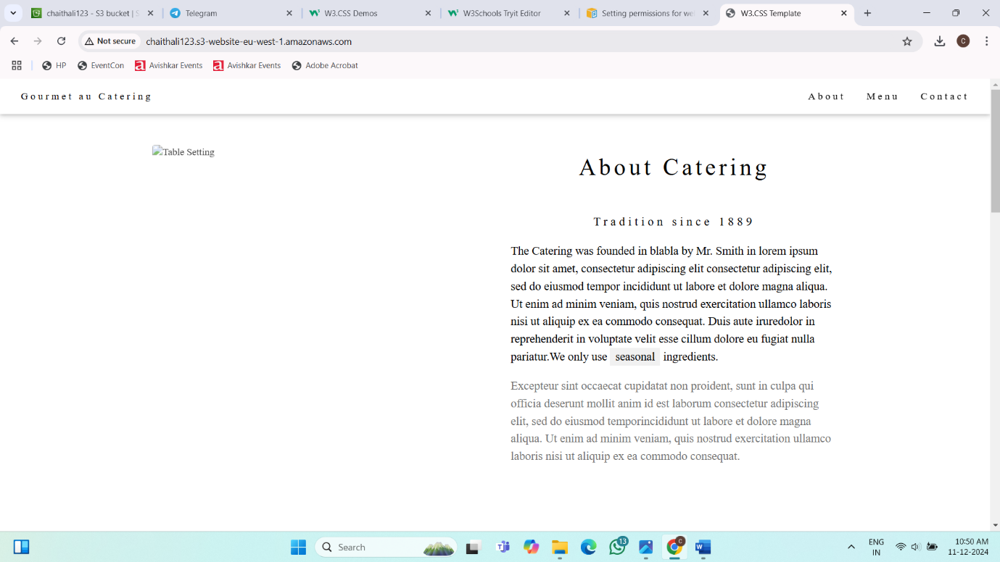 chaithali123 - S3 bucket | S
Telegram
W3.CSS Demos
W3Schools Tryit Editor
Setting permissions for we
W3.CSS Template
Not secure
chaithali123.s3-website-eu-west-1.amazonaws.com
C
HP
EventCon
Avishkar Events
Avishkar Events
Adobe Acrobat
Gourmet au Catering
About
Menu
Contact
Table Setting
About Catering
Tradition since 1889
The Catering was founded in blabla by Mr. Smith in lorem ipsum
dolor sit amet, consectetur adipiscing elit consectetur adipiscing elit,
sed do eiusmod tempor incididunt ut labore et dolore magna aliqua.
Ut enim ad minim veniam, quis nostrud exercitation ullamco laboris
nisi ut aliquip ex ea commodo consequat. Duis aute iruredolor in
reprehenderit in voluptate velit esse cillum dolore eu fugiat nulla
pariatur.We only use seasonal ingredients.
Excepteur sint occaecat cupidatat non proident, sunt in culpa qui
officia deserunt mollit anim id est laborum consectetur adipiscing
elit, sed do eiusmod temporincididunt ut labore et dolore magna
aliqua. Ut enim ad minim veniam, quis nostrud exercitation ullamco
laboris nisi ut aliquip ex ea commodo consequat.
Search
13
C
ENG
IN
10:50 AM
11-12-2024